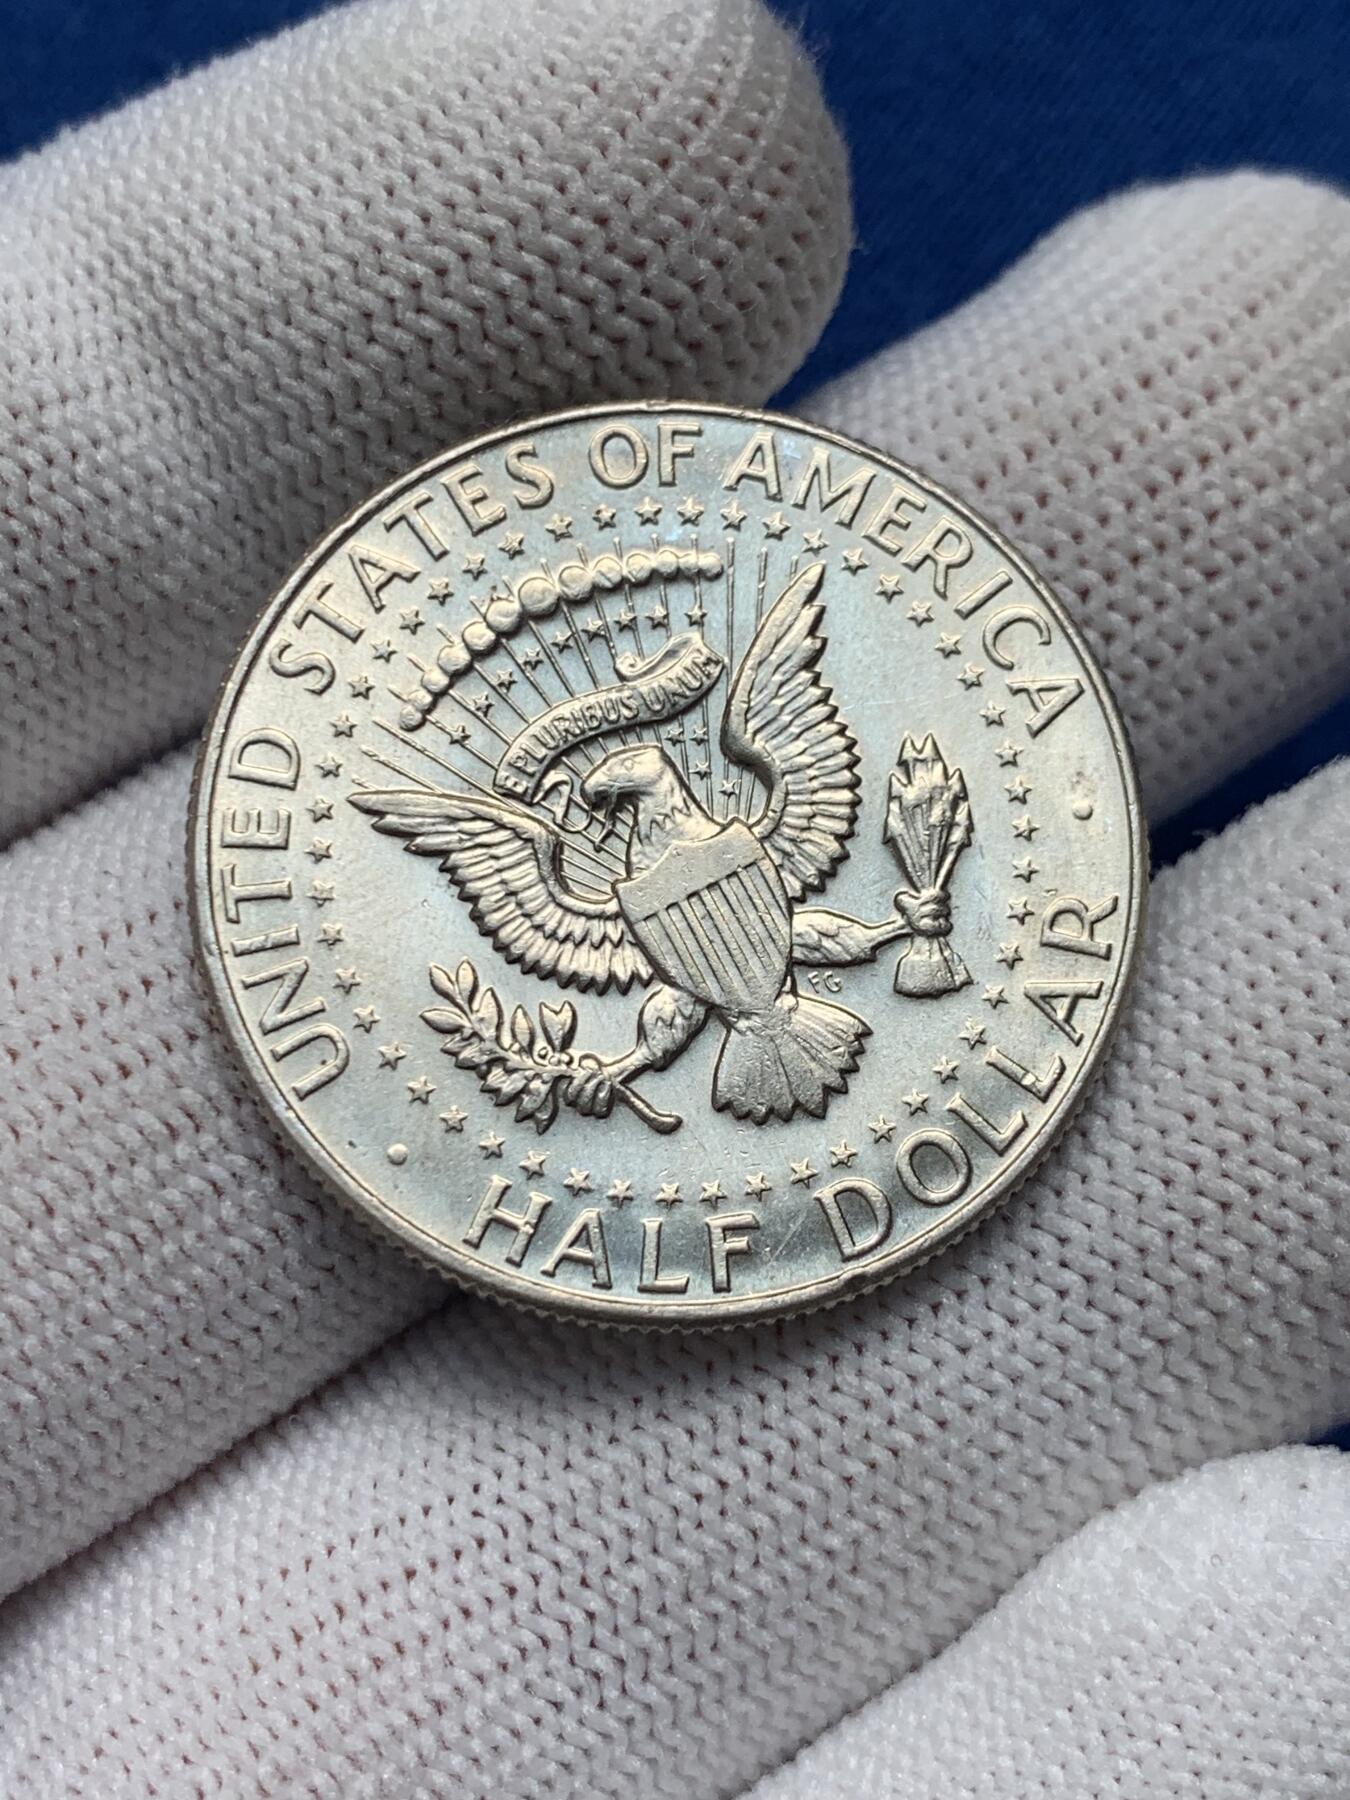 UNITED STATES OF AMERICA
E PLURIBUS UNUM
FG
HALF DOLLAR